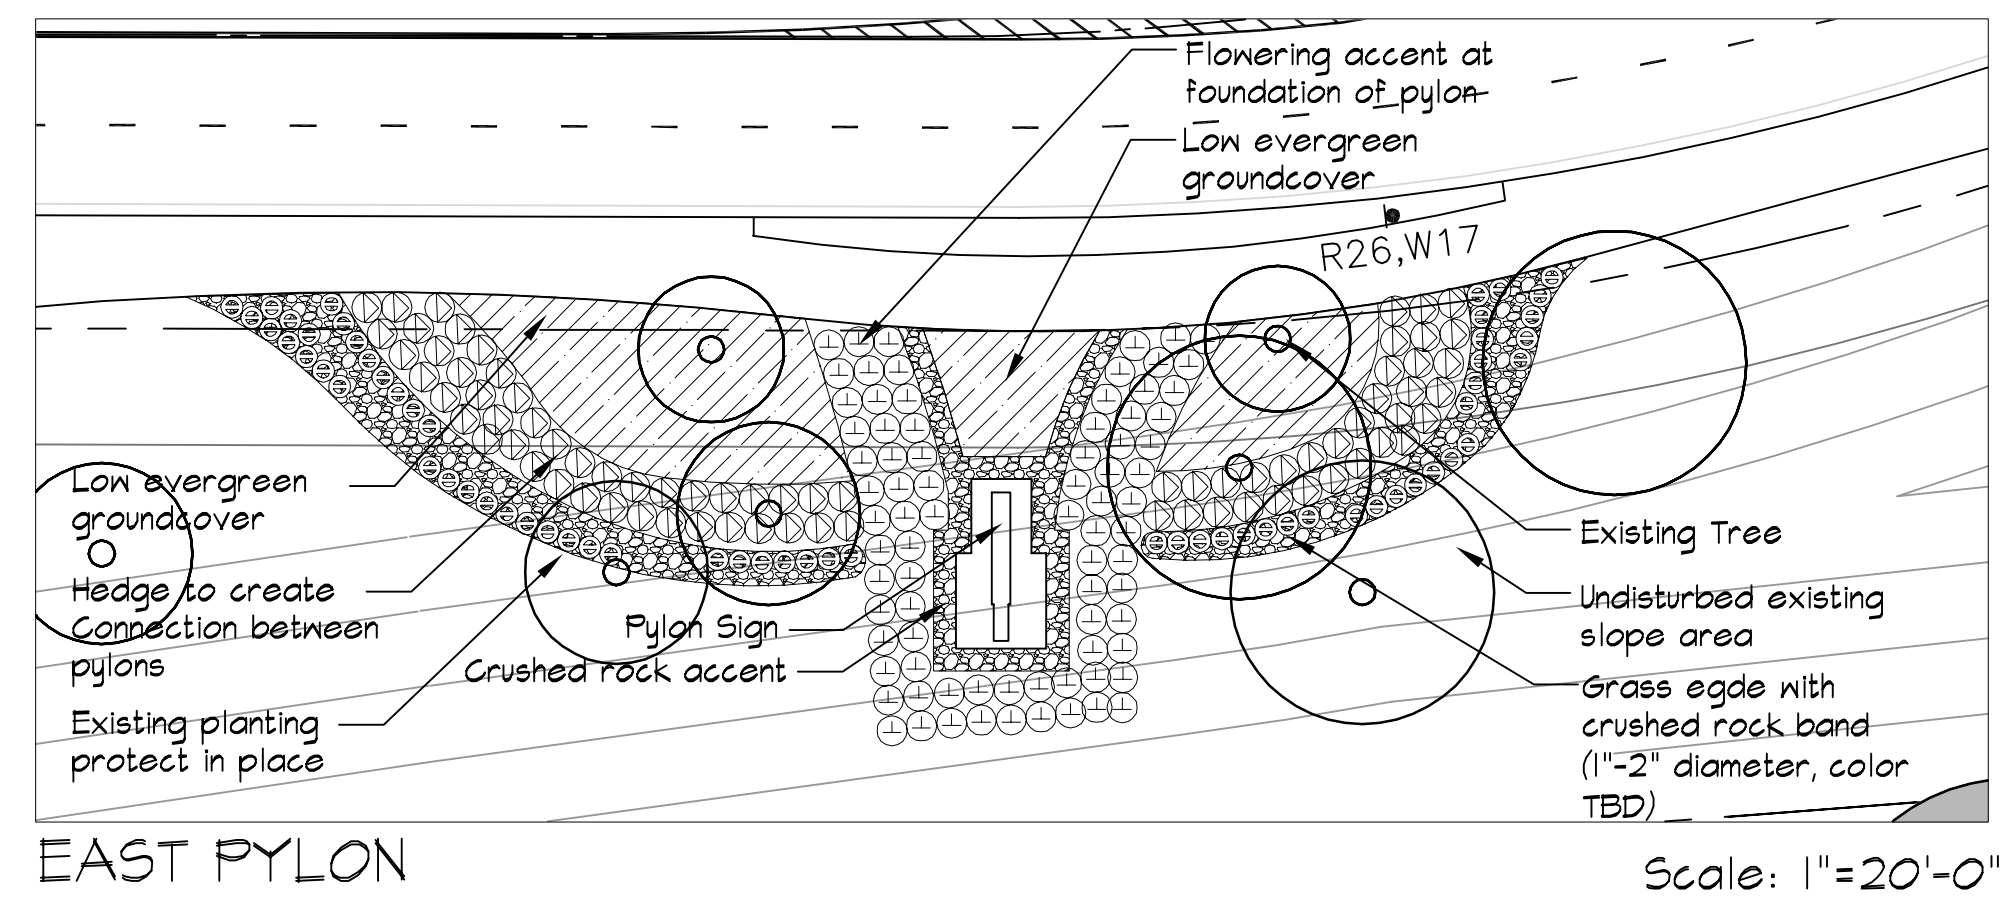 Flowering accent at
foundation of pylon
Low evergreen
groundcover
R26,W17
Low evergreen
groundcover
Hedge to create
Connection between
pylons
Existing planting
protect in place
Pylon Sign
Crushed rock accent
Existing Tree
Undisturbed existing
slope area
Grass egde with
crushed rock band
(1"-2" diameter, color
TBD)
EAST PYLON
Scale: 1"=20'-0"